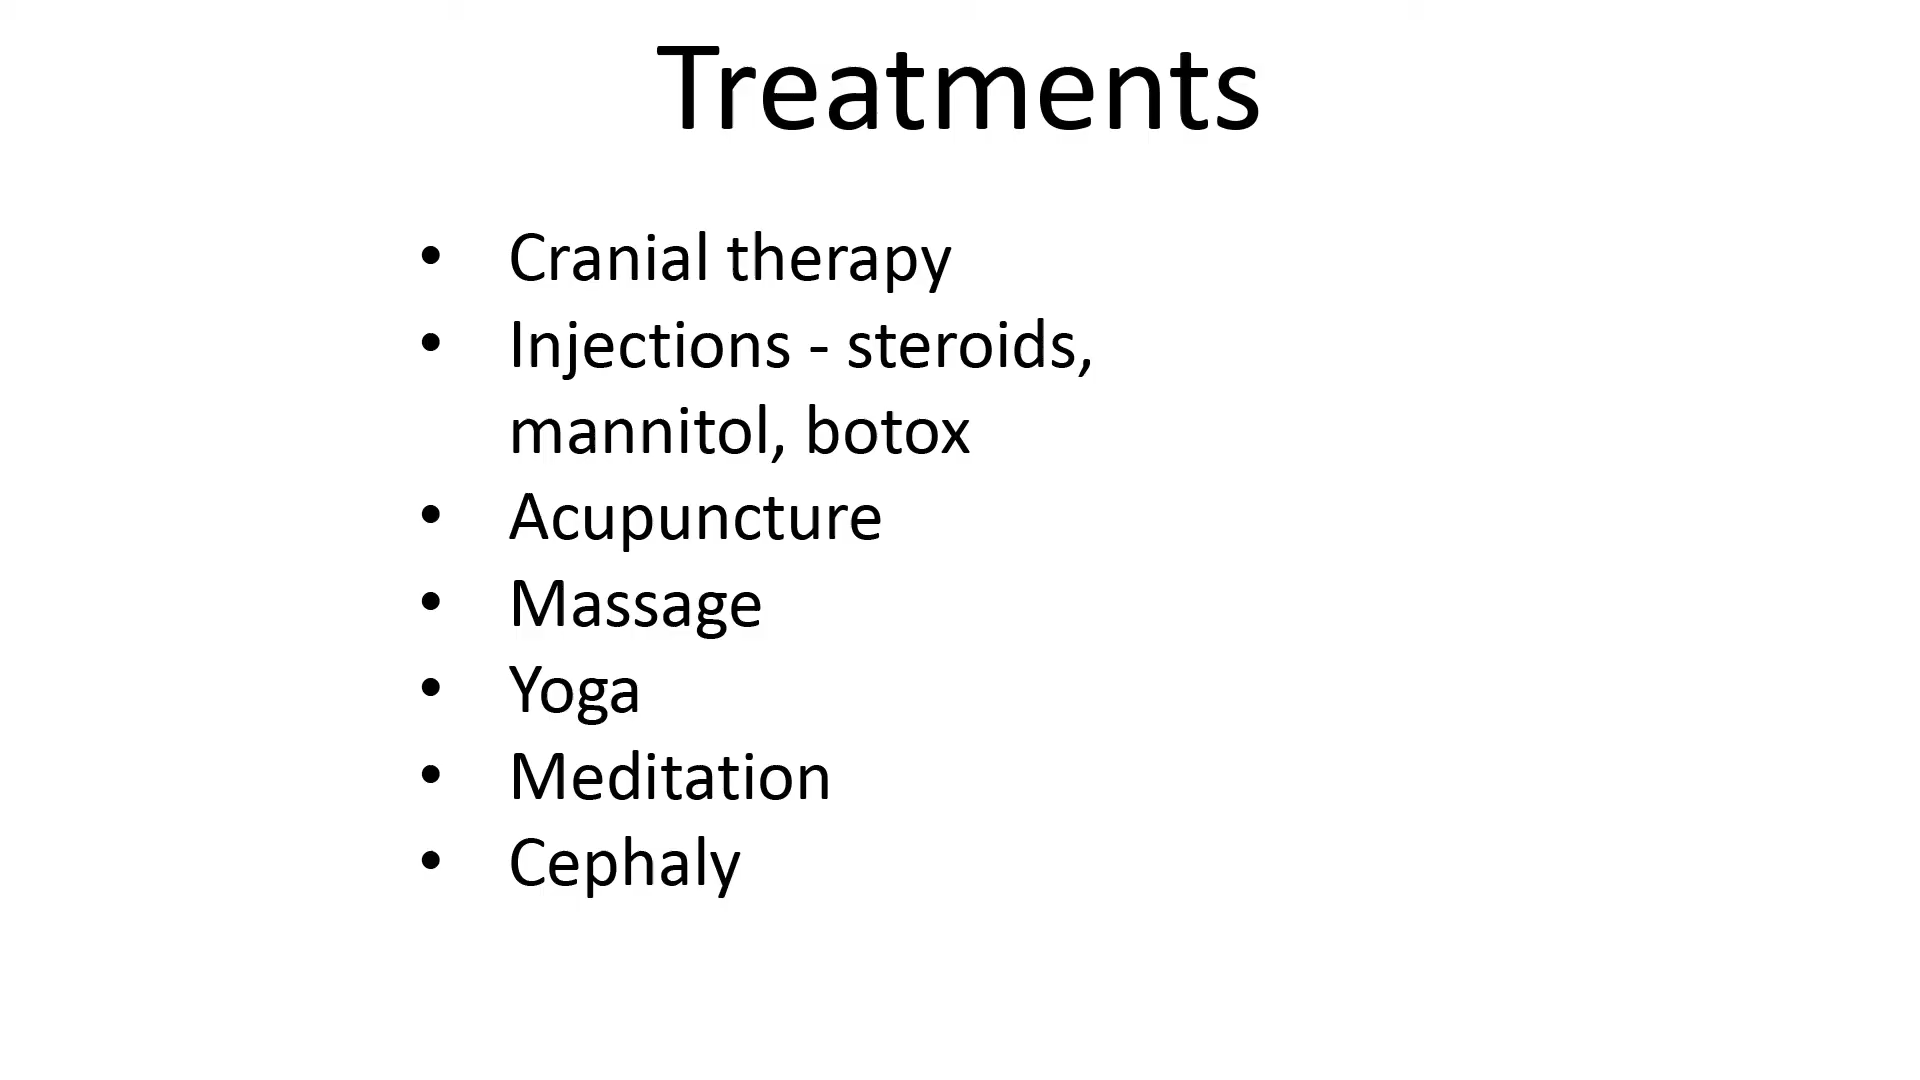 Treatments
• Cranial therapy
• Injections - steroids,
mannitol, botox
• Acupuncture
• Massage
• Yoga
• Meditation
• Cephaly